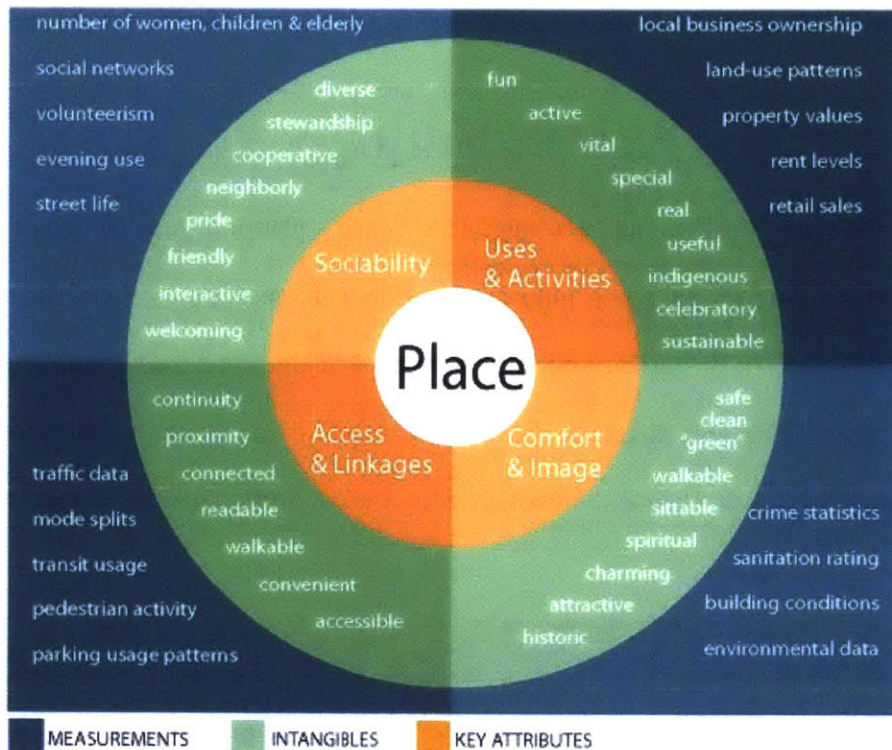 number of women, children & elderly
social networks
volunteerism
evening use
street life
local business ownership
land-use patterns
property values
rent levels
retail sales
diverse
stewardship
cooperative
neighborly
pride
friendly
interactive
welcoming
fun
active
vital
special
real
useful
indigenous
celebratory
sustainable
Sociability
Uses
& Activities
Place
Access
& Linkages
Comfort
& Image
continuity
proximity
connected
readable
walkable
convenient
accessible
safe
clean
"green"
walkable
sittable
spiritual
charming
attractive
historic
traffic data
mode splits
transit usage
pedestrian activity
parking usage patterns
crime statistics
sanitation rating
building conditions
environmental data
MEASUREMENTS
INTANGIBLES
KEY ATTRIBUTES